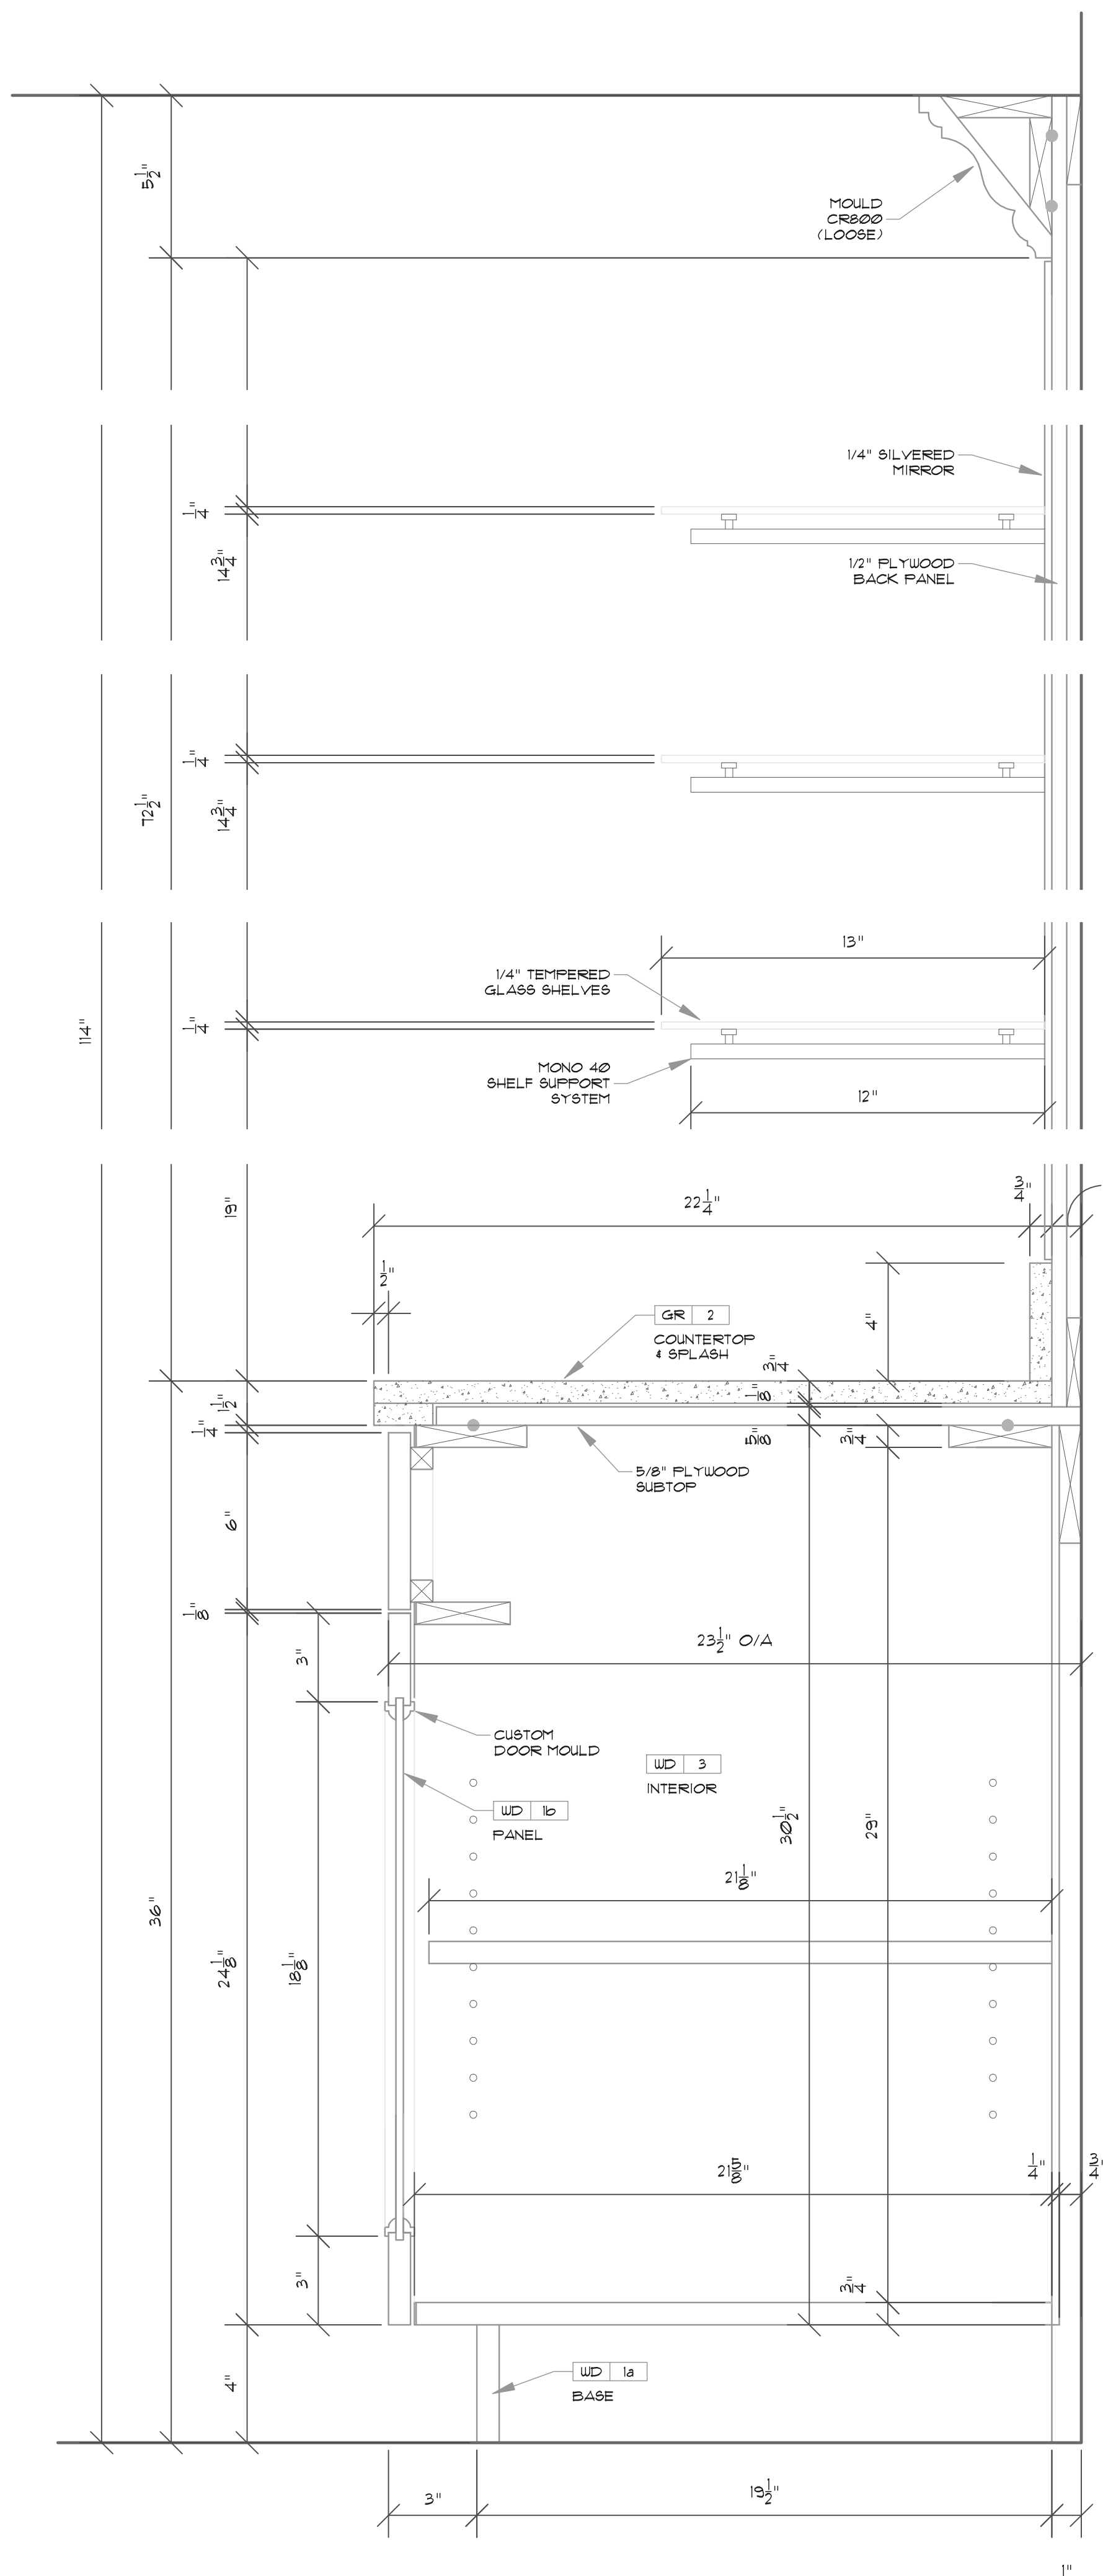 5 1/2"
MOULD
CR800
(LOOSE)
1/4" SILVERED
MIRROR
1/4"
14 3/4"
1/2" PLYWOOD
BACK PANEL
1/4"
72 1/2"
14 3/4"
13"
1/4" TEMPERED
GLASS SHELVES
114"
1/4"
MONO 40
SHELF SUPPORT
SYSTEM
12"
19"
22 1/4"
3/4"
1/2"
GR 2
COUNTERTOP
& SPLASH
4"
3/4"
1/8"
1 1/2"
1/4"
5/8"
3/4"
5/8" PLYWOOD
SUBTOP
6"
1/8"
3"
23 1/2" O/A
CUSTOM
DOOR MOULD
WD 3
INTERIOR
WD 1b
PANEL
30 1/2"
29"
21 1/8"
36"
24 1/8"
18 1/8"
21 5/8"
1/4"
3/4"
3"
3/4"
4"
WD 1a
BASE
3"
19 1/2"
1"